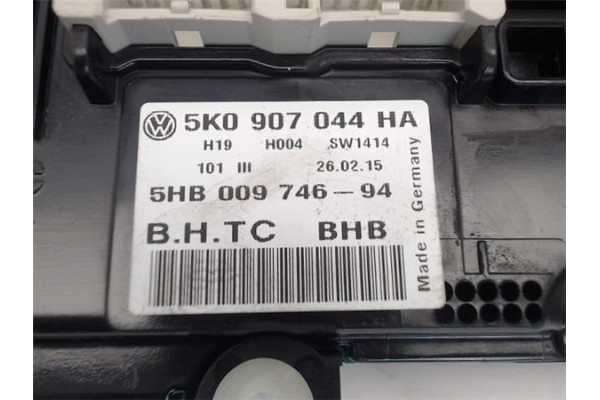 5K0 907 044 HA
H19 H004 SW1414
101 III 26.02.15
5HB 009 746-94
B.H.TC BHB
Made in Germany